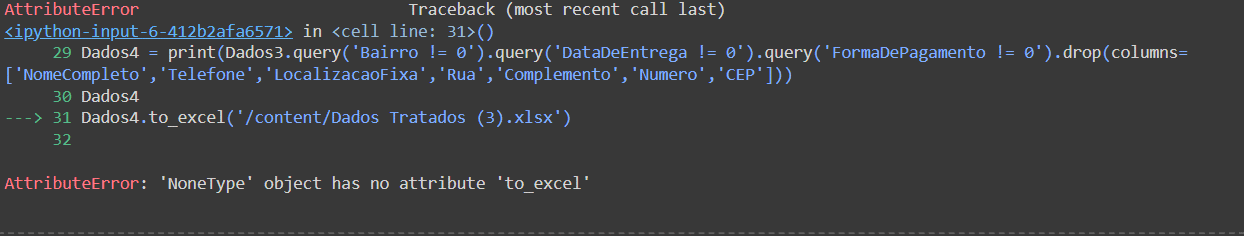 AttributeError                            Traceback (most recent call last)
<ipython-input-6-412b2afa6571> in <cell line: 31>()
     29 Dados4 = print(Dados3.query('Bairro != 0').query('DataDeEntrega != 0').query('FormaDePagamento != 0').drop(columns=
['NomeCompleto','Telefone','LocalizacaoFixa','Rua','Complemento','Numero','CEP']))
     30 Dados4
---> 31 Dados4.to_excel('/content/Dados Tratados (3).xlsx')
     32
AttributeError: 'NoneType' object has no attribute 'to_excel'